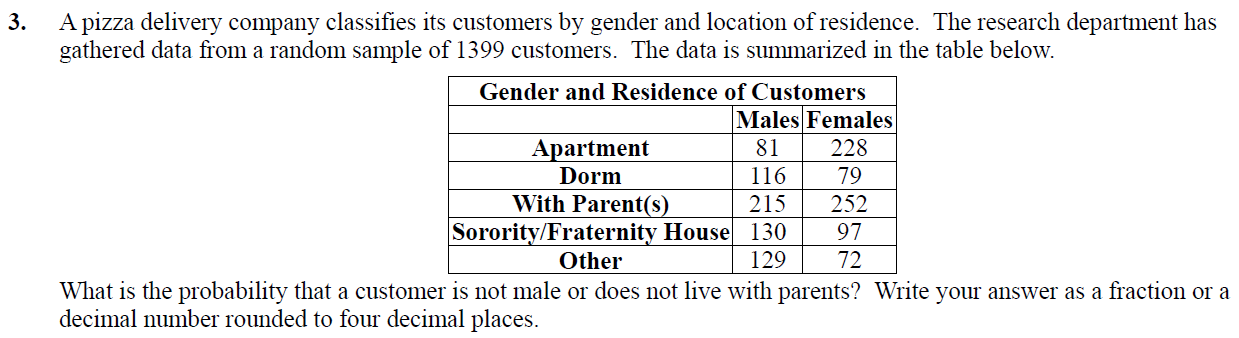 3. A pizza delivery company classifies its customers by gender and location of residence. The research department has
gathered data from a random sample of 1399 customers. The data is summarized in the table below.
Gender and Residence of Customers
Males Females
Apartment 81 228
Dorm 116 79
With Parent(s) 215 252
Sorority/Fraternity House 130 97
Other 129 72
What is the probability that a customer is not male or does not live with parents? Write your answer as a fraction or a
decimal number rounded to four decimal places.